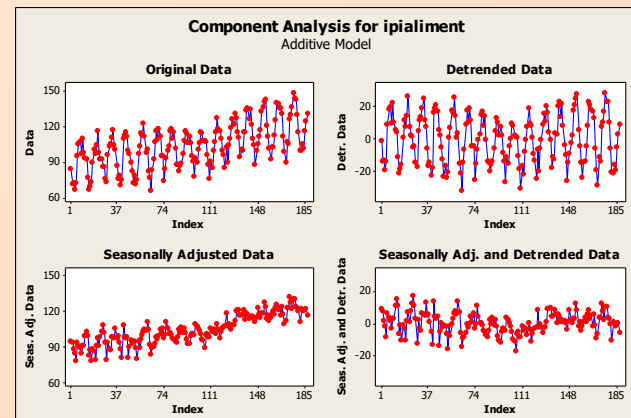 Component Analysis for ipialiment
Additive Model
Original Data
Data
150
120
90
60
1 37 74 111 148 185
Index
Detrended Data
Detr. Data
20
0
-20
1 37 74 111 148 185
Index
Seasonally Adjusted Data
Seas. Adj. Data
150
120
90
60
1 37 74 111 148 185
Index
Seasonally Adj. and Detrended Data
Seas. Adj. and Detr. Data
20
0
-20
1 37 74 111 148 185
Index